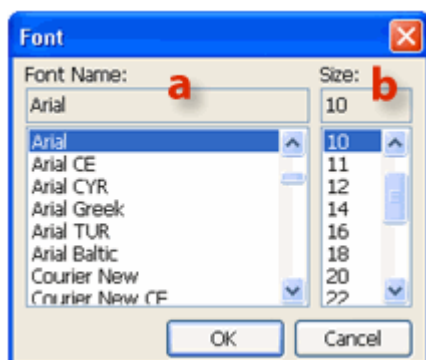 Font
Font Name: a Size: b
Arial 10
Arial 10
Arial CE 11
Arial CYR 12
Arial Greek 14
Arial TUR 16
Arial Baltic 18
Courier New 20
Courier New CE 22
OK Cancel